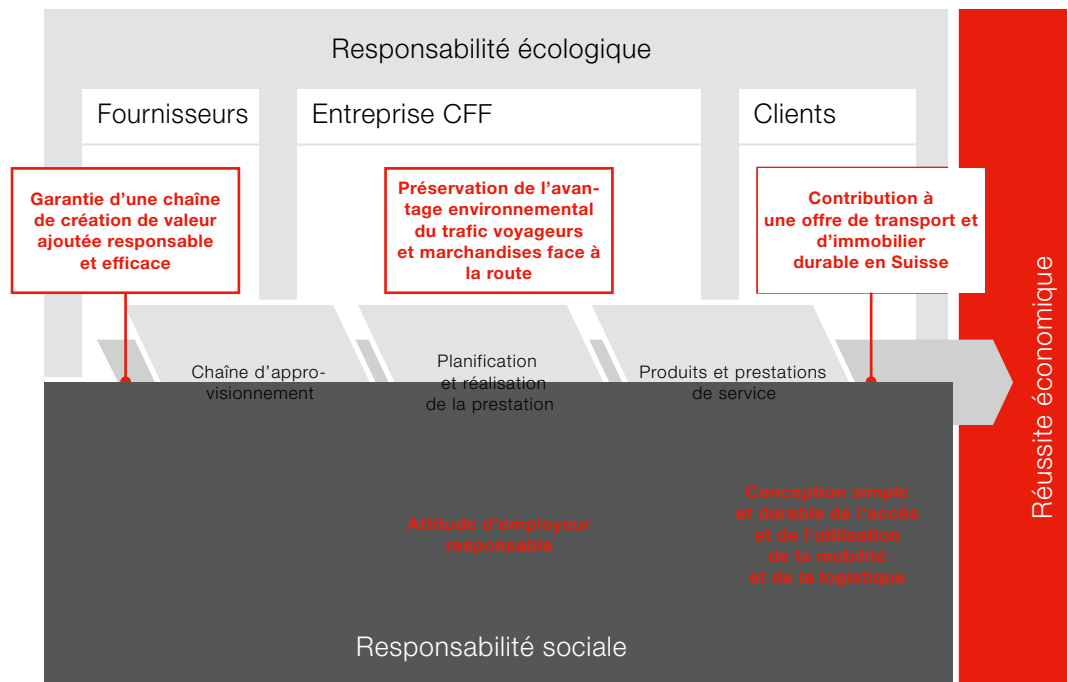 Responsabilité écologique
Fournisseurs
Entreprise CFF
Clients
Garantie d’une chaîne
de création de valeur
ajoutée responsable
et efficace
Préservation de l’avan-
tage environnemental
du trafic voyageurs
et marchandises face à
la route
Contribution à
une offre de transport et
d’immobilier
durable en Suisse
Chaîne d’appro-
visionnement
Planification
et réalisation
de la prestation
Produits et prestations
de service
Réussite économique
Attitude d’employeur
responsable
Conception simple
et durable de l’accès
et de l’utilisation
de la mobilité
et de la logistique
Responsabilité sociale